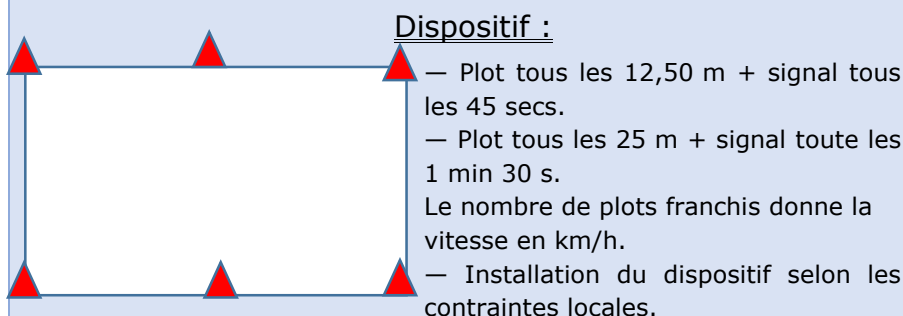 Dispositif :
— Plot tous les 12,50 m + signal tous
les 45 secs.
— Plot tous les 25 m + signal toute les
1 min 30 s.
Le nombre de plots franchis donne la
vitesse en km/h.
— Installation du dispositif selon les
contraintes locales.